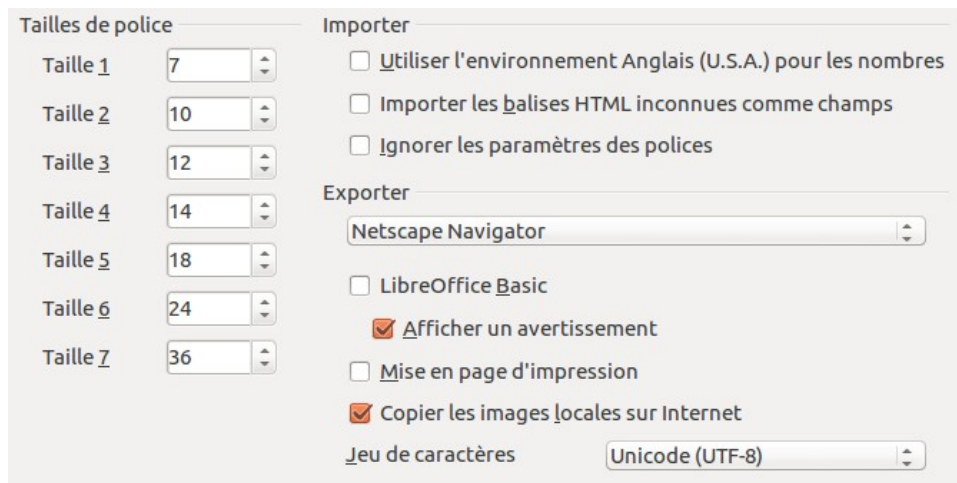 Tailles de police
Taille 1 7
Taille 2 10
Taille 3 12
Taille 4 14
Taille 5 18
Taille 6 24
Taille 7 36
Importer
Utiliser l'environnement Anglais (U.S.A.) pour les nombres
Importer les balises HTML inconnues comme champs
Ignorer les paramètres des polices
Exporter
Netscape Navigator
LibreOffice Basic
Afficher un avertissement
Mise en page d'impression
Copier les images locales sur Internet
Jeu de caractères Unicode (UTF-8)